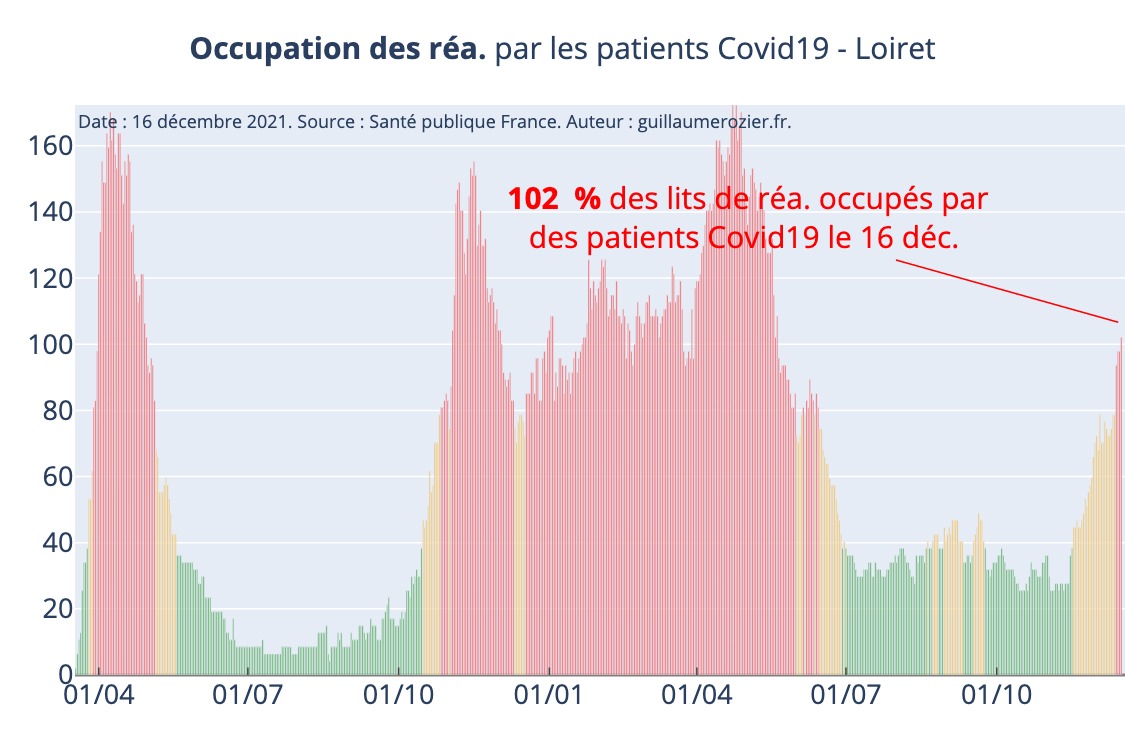 Occupation des réa. par les patients Covid19 - Loiret
Date : 16 décembre 2021. Source : Santé publique France. Auteur : guillaumerozier.fr.
102 % des lits de réa. occupés par
des patients Covid19 le 16 déc.
160
140
120
100
80
60
40
20
0
01/04 01/07 01/10 01/01 01/04 01/07 01/10